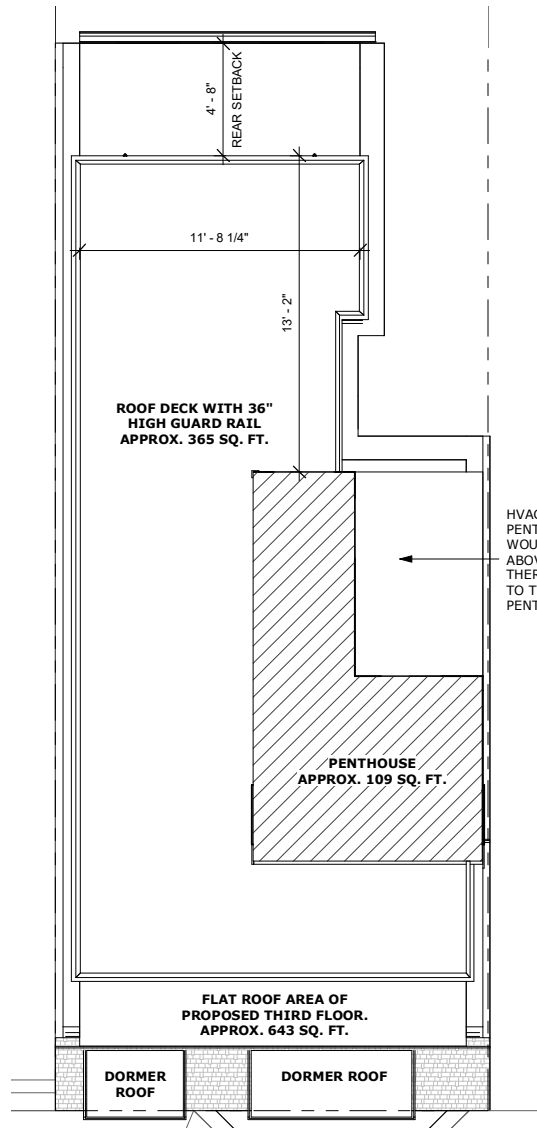 4' - 8"
REAR SETBACK
11' - 8 1/4"
13' - 2"
ROOF DECK WITH 36"
HIGH GUARD RAIL
APPROX. 365 SQ. FT.
HVAC
PENT
WOU
ABOV
THER
TO T
PENT
PENTHOUSE
APPROX. 109 SQ. FT.
FLAT ROOF AREA OF
PROPOSED THIRD FLOOR.
APPROX. 643 SQ. FT.
DORMER
ROOF
DORMER ROOF